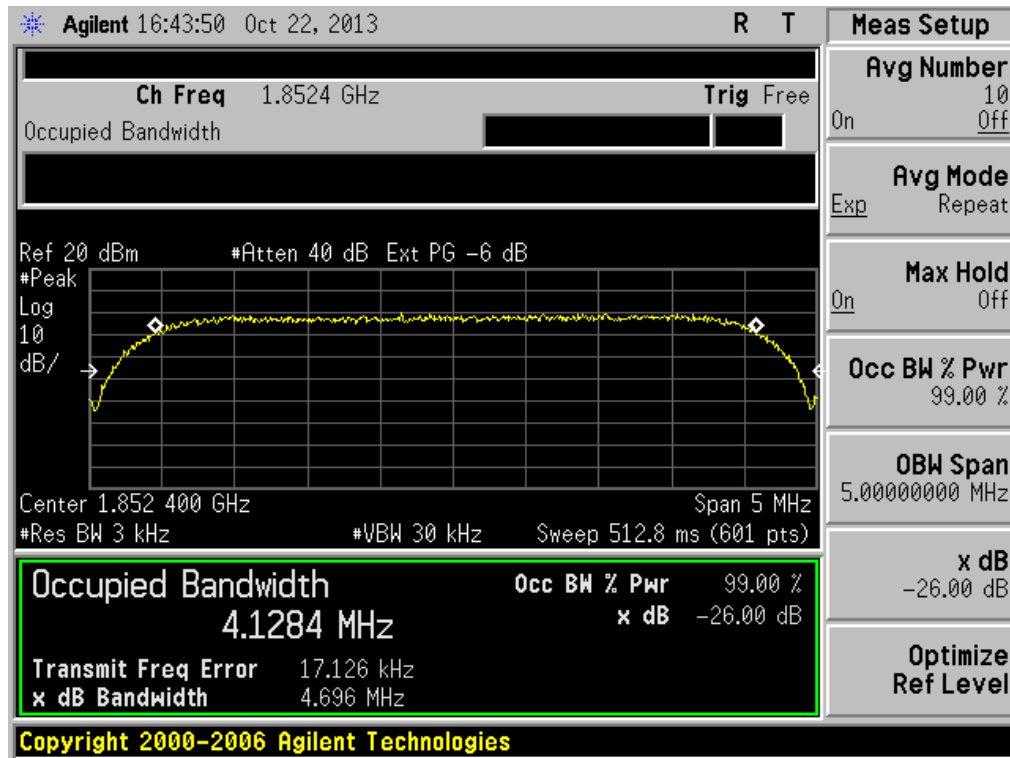 Agilent 16:43:50 Oct 22, 2013 R T
Ch Freq 1.8524 GHz Trig Free
Occupied Bandwidth
Ref 20 dBm #Atten 40 dB Ext PG -6 dB
#Peak
Log
10
dB/
Center 1.852 400 GHz Span 5 MHz
#Res BW 3 kHz #VBW 30 kHz Sweep 512.8 ms (601 pts)
Occupied Bandwidth Occ BW % Pwr 99.00 %
4.1284 MHz x dB -26.00 dB
Transmit Freq Error 17.126 kHz
x dB Bandwidth 4.696 MHz
Copyright 2000-2006 Agilent Technologies
Meas Setup
Avg Number
10
On Off
Avg Mode
Exp Repeat
Max Hold
On Off
Occ BW % Pwr
99.00 %
OBW Span
5.00000000 MHz
x dB
-26.00 dB
Optimize
Ref Level